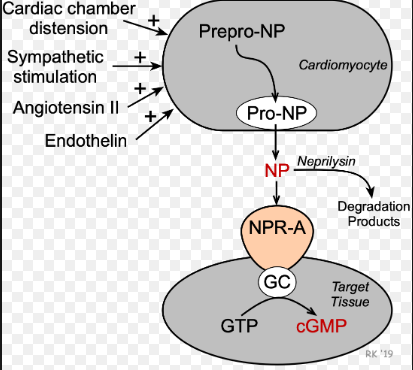 Cardiac chamber
distension
+
Sympathetic
stimulation
+
Angiotensin II
+
Endothelin
+
Prepro-NP
Cardiomyocyte
Pro-NP
NP
Neprilysin
Degradation
Products
NPR-A
GC
Target
Tissue
GTP
cGMP
RK '19